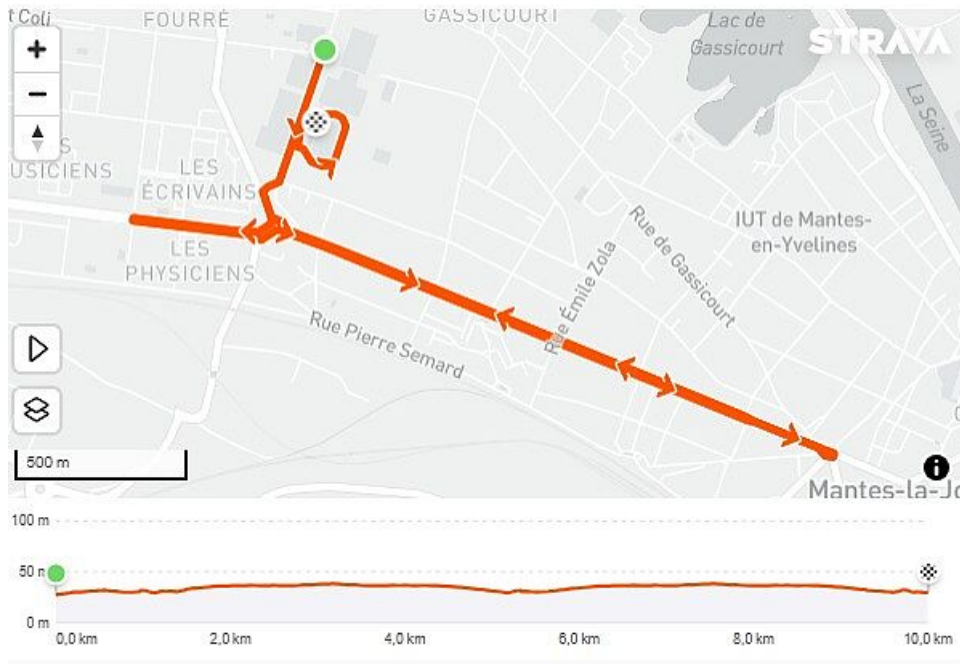 t Coli
FOURRÉ
GASSICOURT
Lac de
Gassicourt
STRAVA
La Seine
USICIENS
LES
ÉCRIVAINS
LES
PHYSICIENS
IUT de Mantes-
en-Yvelines
Rue de Gassicourt
Rue Émile Zola
Rue Pierre Semard
500 m
Mantes-la-Jo
100 m
50 m
0 m
0,0 km
2,0 km
4,0 km
6,0 km
8,0 km
10,0 km